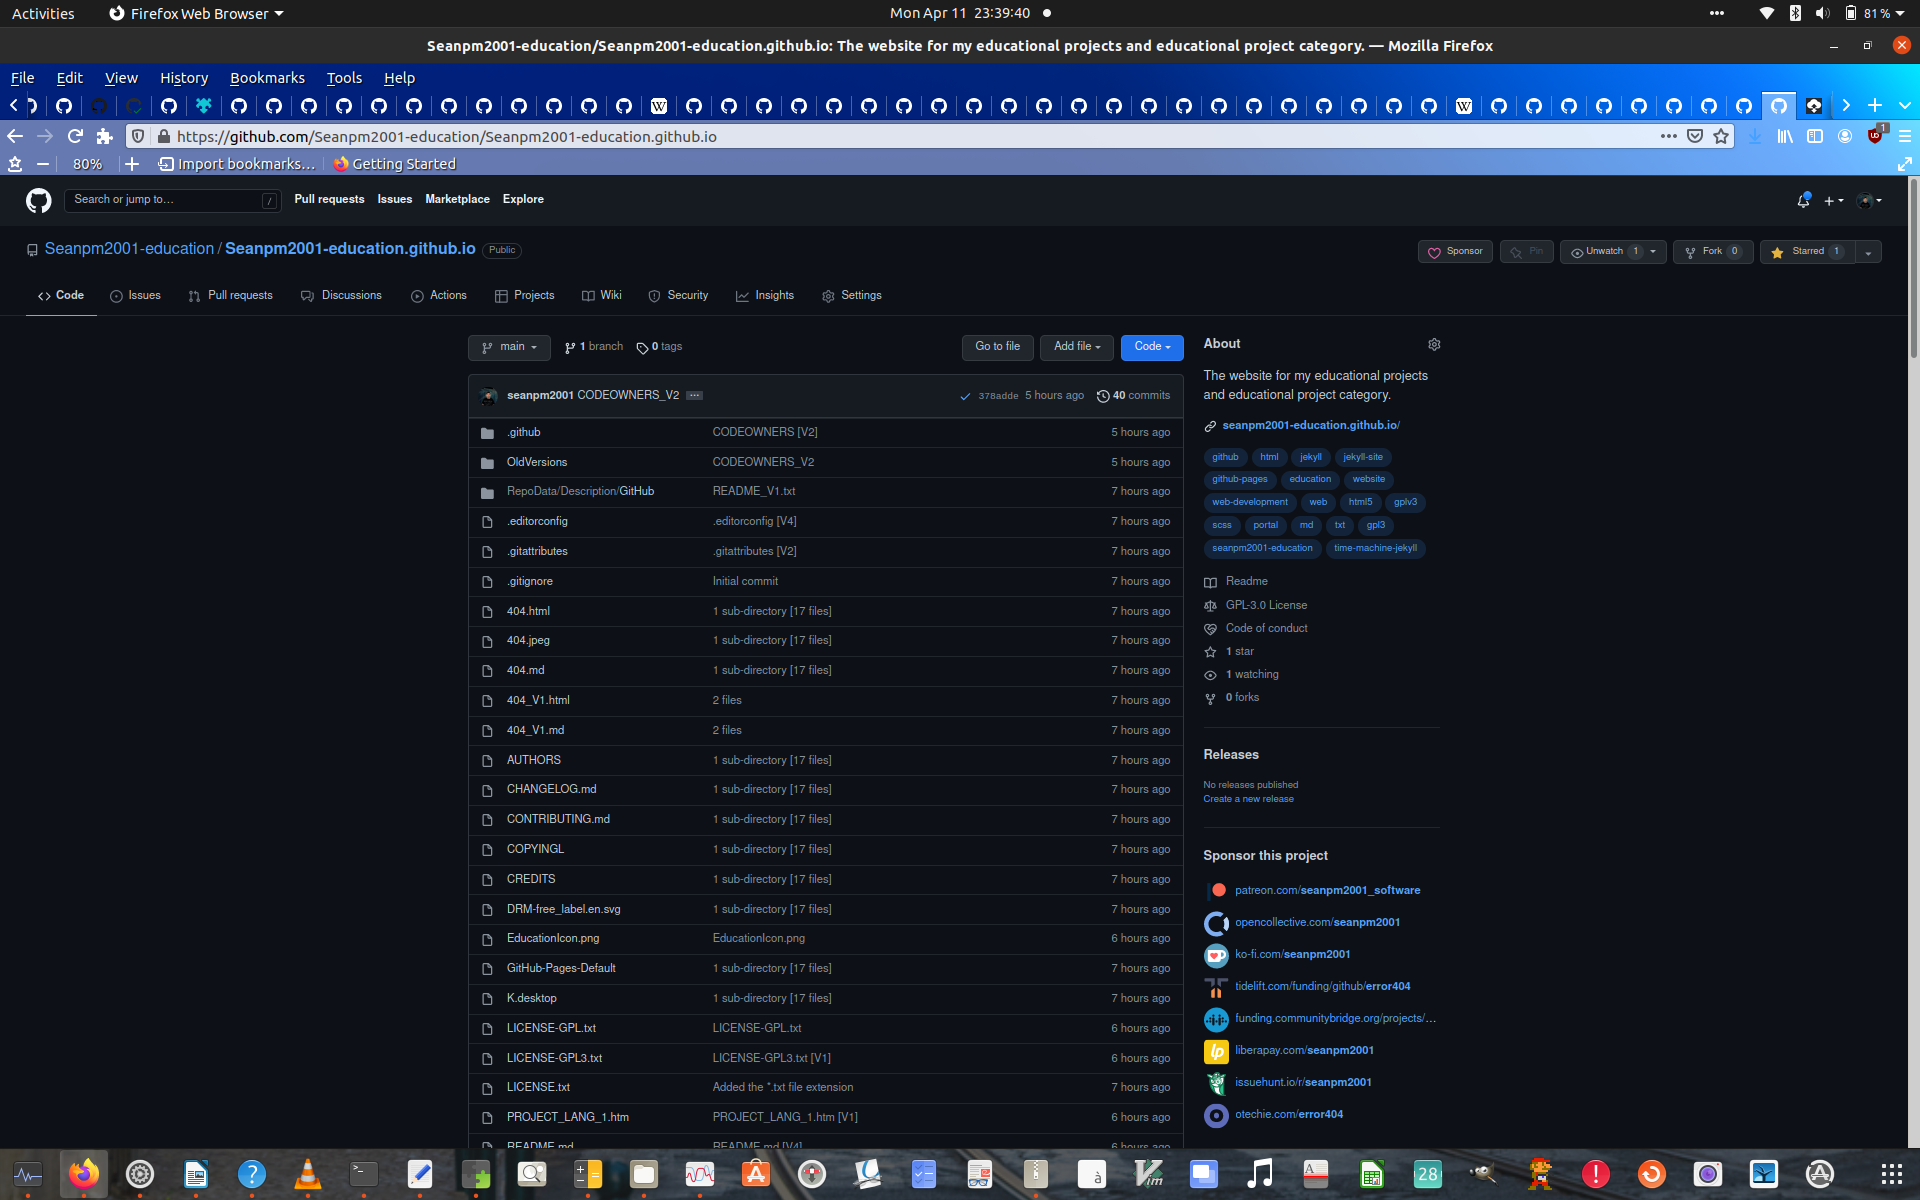 Activities Firefox Web Browser Mon Apr 11 23:39:40 81 %
Seanpm2001-education/Seanpm2001-education.github.io: The website for my educational projects and educational project category. — Mozilla Firefox
File Edit View History Bookmarks Tools Help
https://github.com/Seanpm2001-education/Seanpm2001-education.github.io 1
80% Import bookmarks... Getting Started
Search or jump to... / Pull requests Issues Marketplace Explore
Seanpm2001-education / Seanpm2001-education.github.io Public Sponsor Pin Unwatch 1 Fork 0 Starred 1
Code Issues Pull requests Discussions Actions Projects Wiki Security Insights Settings
main 1 branch 0 tags Go to file Add file Code
seanpm2001 CODEOWNERS_V2 ... 378adde 5 hours ago 40 commits
.github CODEOWNERS [V2] 5 hours ago
OldVersions CODEOWNERS_V2 5 hours ago
RepoData/Description/GitHub README_V1.txt 7 hours ago
.editorconfig .editorconfig [V4] 7 hours ago
.gitattributes .gitattributes [V2] 7 hours ago
.gitignore Initial commit 7 hours ago
404.html 1 sub-directory [17 files] 7 hours ago
404.jpeg 1 sub-directory [17 files] 7 hours ago
404.md 1 sub-directory [17 files] 7 hours ago
404_V1.html 2 files 7 hours ago
404_V1.md 2 files 7 hours ago
AUTHORS 1 sub-directory [17 files] 7 hours ago
CHANGELOG.md 1 sub-directory [17 files] 7 hours ago
CONTRIBUTING.md 1 sub-directory [17 files] 7 hours ago
COPYINGL 1 sub-directory [17 files] 7 hours ago
CREDITS 1 sub-directory [17 files] 7 hours ago
DRM-free_label.en.svg 1 sub-directory [17 files] 7 hours ago
EducationIcon.png EducationIcon.png 6 hours ago
GitHub-Pages-Default 1 sub-directory [17 files] 7 hours ago
K.desktop 1 sub-directory [17 files] 7 hours ago
LICENSE-GPL.txt LICENSE-GPL.txt 6 hours ago
LICENSE-GPL3.txt LICENSE-GPL3.txt [V1] 6 hours ago
LICENSE.txt Added the *.txt file extension 7 hours ago
PROJECT_LANG_1.htm PROJECT_LANG_1.htm [V1] 6 hours ago
README.md README.md [V4] 6 hours ago
About
The website for my educational projects
and educational project category.
seanpm2001-education.github.io/
github html jekyll jekyll-site
github-pages education website
web-development web html5 gplv3
scss portal md txt gpl3
seanpm2001-education time-machine-jekyll
Readme
GPL-3.0 License
Code of conduct
1 star
1 watching
0 forks
Releases
No releases published
Create a new release
Sponsor this project
patreon.com/seanpm2001_software
opencollective.com/seanpm2001
ko-fi.com/seanpm2001
tidelift.com/funding/github/error404
funding.communitybridge.org/projects/...
liberapay.com/seanpm2001
issuehunt.io/r/seanpm2001
otechie.com/error404
28